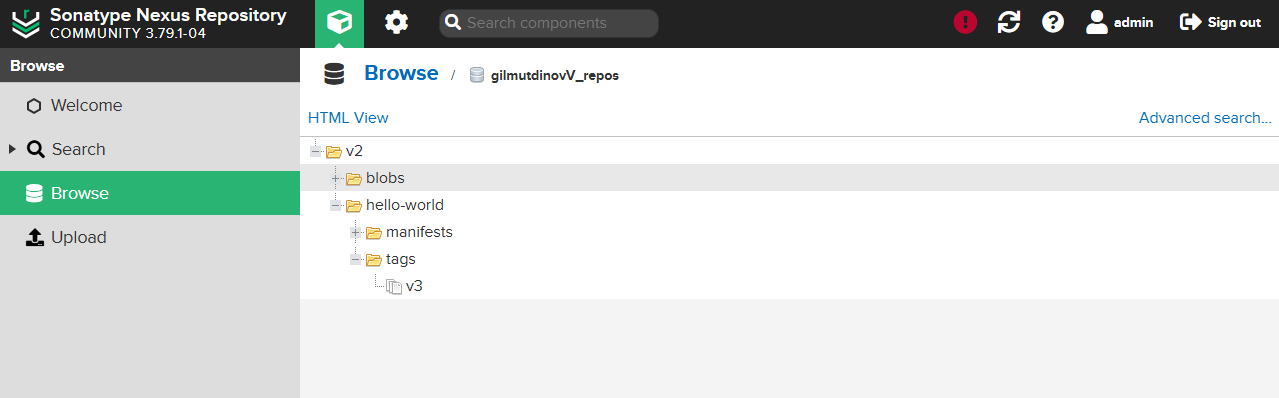 Sonatype Nexus Repository
COMMUNITY 3.79.1-04
Search components
admin
Sign out
Browse
Welcome
Search
Browse
Upload
Browse / gilmutdinovV_repos
HTML View
Advanced search...
v2
blobs
hello-world
manifests
tags
v3